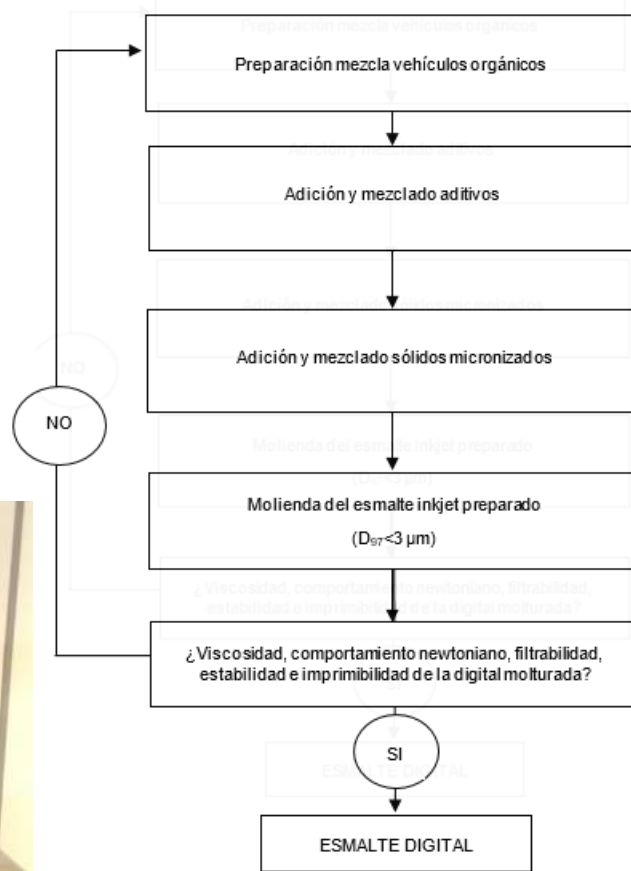 Preparación mezcla vehículos orgánicos
Adición y mezclado aditivos
Adición y mezclado sólidos micronizados
NO
Molienda del esmalte inkjet preparado
(D₉₇<3 µm)
¿Viscosidad, comportamiento newtoniano, filtrabilidad,
estabilidad e imprimibilidad de la digital molturada?
SI
ESMALTE DIGITAL